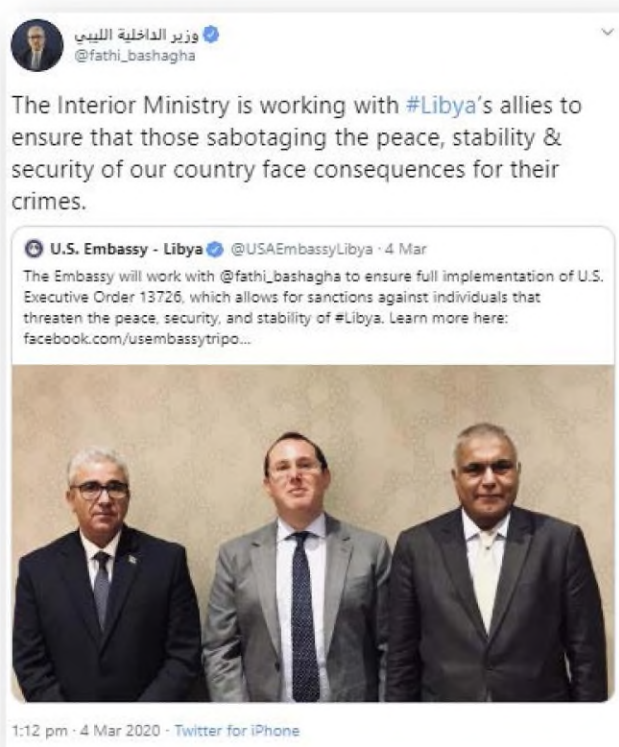 وزير الداخلية الليبي
@fathi_bashagha
The Interior Ministry is working with #Libya's allies to
ensure that those sabotaging the peace, stability &
security of our country face consequences for their
crimes.
U.S. Embassy - Libya @USAEmbassyLibya · 4 Mar
The Embassy will work with @fathi_bashagha to ensure full implementation of U.S.
Executive Order 13726, which allows for sanctions against individuals that
threaten the peace, security, and stability of #Libya. Learn more here:
facebook.com/usembassytripo...
1:12 pm · 4 Mar 2020 · Twitter for iPhone